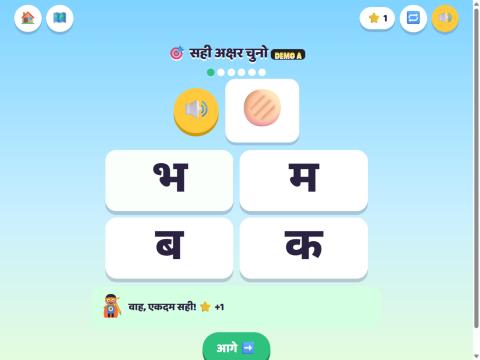 1
सही अक्षर चुनो DEMO A
भ
म
ब
क
वाह, एकदम सही! +1
आगे